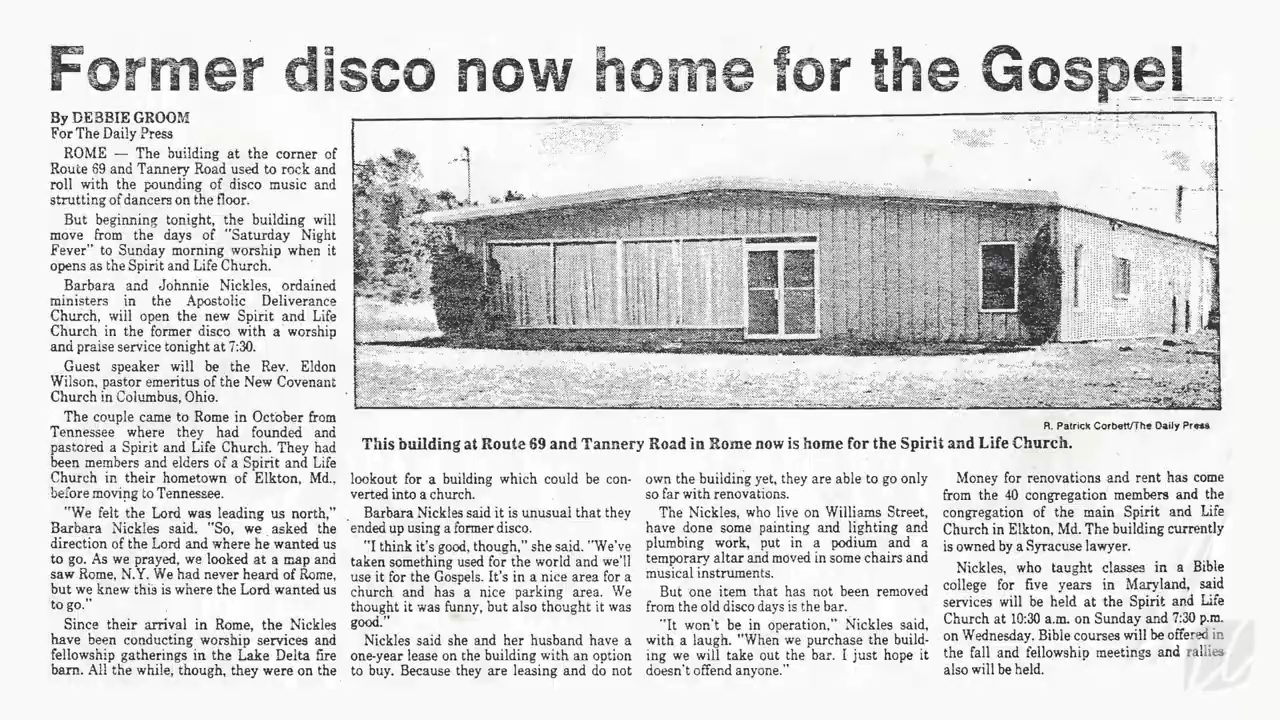 Former disco now home for the Gospel
By DEBBIE GROOM
For The Daily Press
ROME — The building at the corner of
Route 69 and Tannery Road used to rock and
roll with the pounding of disco music and
strutting of dancers on the floor.
But beginning tonight, the building will
move from the days of "Saturday Night
Fever" to Sunday morning worship when it
opens as the Spirit and Life Church.
Barbara and Johnnie Nickles, ordained
ministers in the Apostolic Deliverance
Church, will open the new Spirit and Life
Church in the former disco with a worship
and praise service tonight at 7:30.
Guest speaker will be the Rev. Eldon
Wilson, pastor emeritus of the New Covenant
Church in Columbus, Ohio.
The couple came to Rome in October from
Tennessee where they had founded and
pastored a Spirit and Life Church. They had
been members and elders of a Spirit and Life
Church in their hometown of Elkton, Md.,
before moving to Tennessee.
"We felt the Lord was leading us north,"
Barbara Nickles said. "So, we asked the
direction of the Lord and where he wanted us
to go. As we prayed, we looked at a map and
saw Rome, N.Y. We had never heard of Rome,
but we knew this is where the Lord wanted us
to go."
Since their arrival in Rome, the Nickles
have been conducting worship services and
fellowship gatherings in the Lake Delta fire
barn. All the while, though, they were on the
R. Patrick Corbett/The Daily Press
This building at Route 69 and Tannery Road in Rome now is home for the Spirit and Life Church.
lookout for a building which could be con-
verted into a church.
Barbara Nickles said it is unusual that they
ended up using a former disco.
"I think it's good, though," she said. "We've
taken something used for the world and we'll
use it for the Gospels. It's in a nice area for a
church and has a nice parking area. We
thought it was funny, but also thought it was
good."
Nickles said she and her husband have a
one-year lease on the building with an option
to buy. Because they are leasing and do not
own the building yet, they are able to go only
so far with renovations.
The Nickles, who live on Williams Street,
have done some painting and lighting and
plumbing work, put in a podium and a
temporary altar and moved in some chairs and
musical instruments.
But one item that has not been removed
from the old disco days is the bar.
"It won't be in operation," Nickles said,
with a laugh. "When we purchase the build-
ing we will take out the bar. I just hope it
doesn't offend anyone."
Money for renovations and rent has come
from the 40 congregation members and the
congregation of the main Spirit and Life
Church in Elkton, Md. The building currently
is owned by a Syracuse lawyer.
Nickles, who taught classes in a Bible
college for five years in Maryland, said
services will be held at the Spirit and Life
Church at 10:30 a.m. on Sunday and 7:30 p.m.
on Wednesday. Bible courses will be offered in
the fall and fellowship meetings and rallies
also will be held.